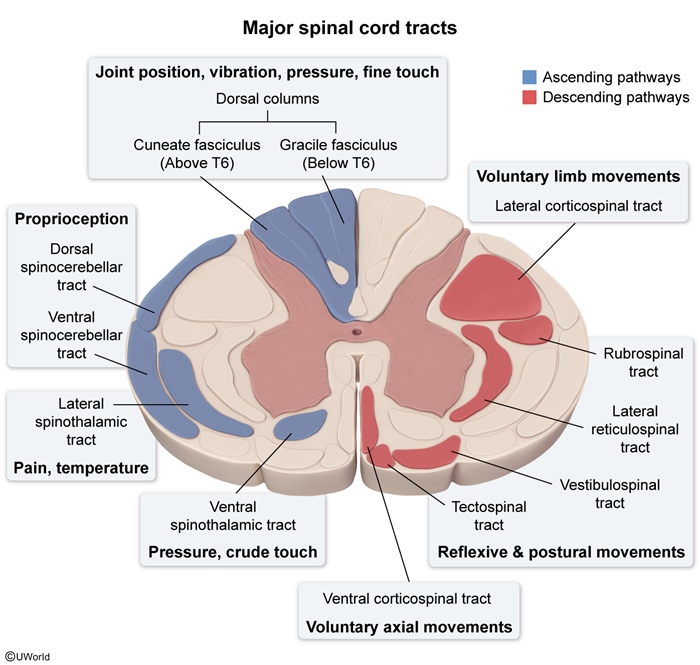 Major spinal cord tracts
Joint position, vibration, pressure, fine touch
Dorsal columns
Cuneate fasciculus
(Above T6)
Gracile fasciculus
(Below T6)
Ascending pathways
Descending pathways
Voluntary limb movements
Lateral corticospinal tract
Proprioception
Dorsal
spinocerebellar
tract
Ventral
spinocerebellar
tract
Lateral
spinothalamic
tract
Pain, temperature
Ventral
spinothalamic tract
Pressure, crude touch
Rubrospinal
tract
Lateral
reticulospinal
tract
Vestibulospinal
tract
Tectospinal
tract
Reflexive & postural movements
Ventral corticospinal tract
Voluntary axial movements
©UWorld